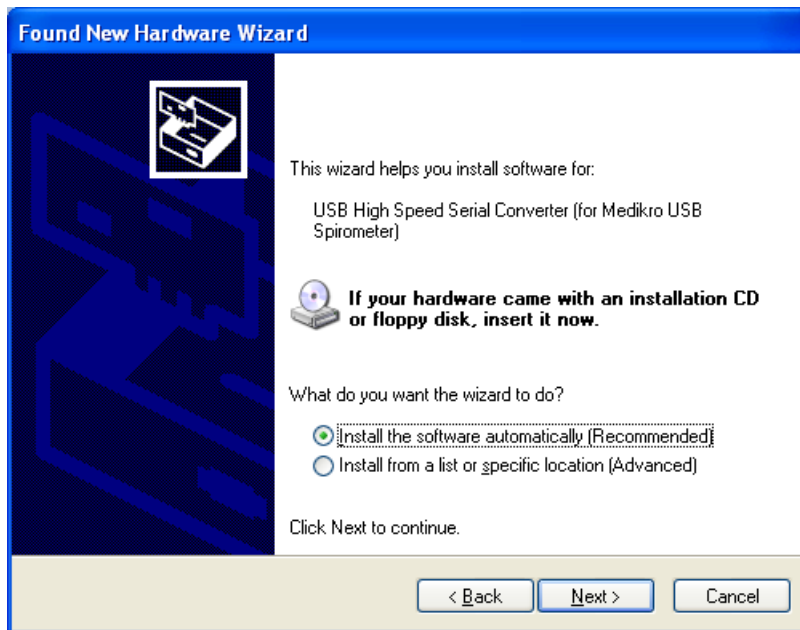 Found New Hardware Wizard
This wizard helps you install software for:
USB High Speed Serial Converter (for Medikro USB
Spirometer)
If your hardware came with an installation CD
or floppy disk, insert it now.
What do you want the wizard to do?
Install the software automatically (Recommended)
Install from a list or specific location (Advanced)
Click Next to continue.
< Back Next > Cancel